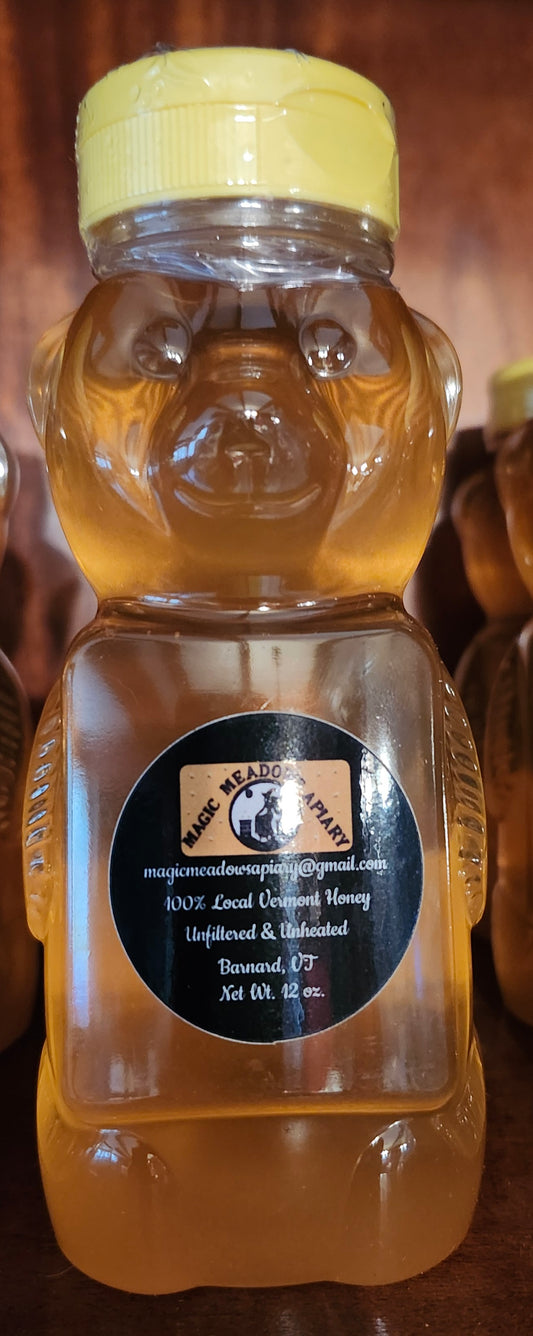 MAGIC MEADOWS APIARY
magicmeadowsapiary@gmail.com
100% Local Vermont Honey
Unfiltered & Unheated
Barnard, VT
Net Wt. 12 oz.